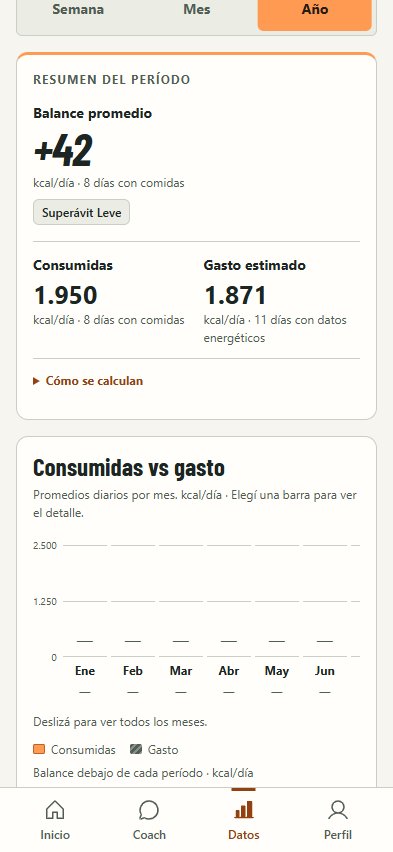 Semana Mes Año
RESUMEN DEL PERÍODO
Balance promedio
+42
kcal/día · 8 días con comidas
Superávit Leve
Consumidas Gasto estimado
1.950 1.871
kcal/día · 8 días con comidas kcal/día · 11 días con datos
energéticos
Cómo se calculan
Consumidas vs gasto
Promedios diarios por mes. kcal/día · Elegí una barra para ver
el detalle.
2.500
1.250
— — — — — —
0
Ene Feb Mar Abr May Jun
— — — — — —
Deslizá para ver todos los meses.
Consumidas Gasto
Balance debajo de cada período · kcal/día
Inicio Coach Datos Perfil